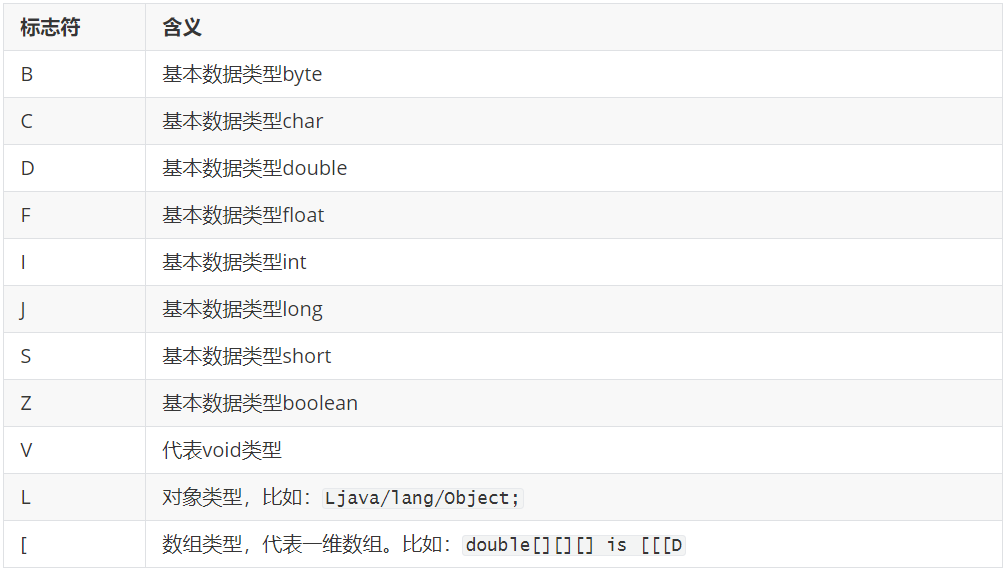 标志符 含义
B 基本数据类型byte
C 基本数据类型char
D 基本数据类型double
F 基本数据类型float
I 基本数据类型int
J 基本数据类型long
S 基本数据类型short
Z 基本数据类型boolean
V 代表void类型
L 对象类型，比如：Ljava/lang/Object;
[ 数组类型，代表一维数组。比如：double[][][] is [[[D